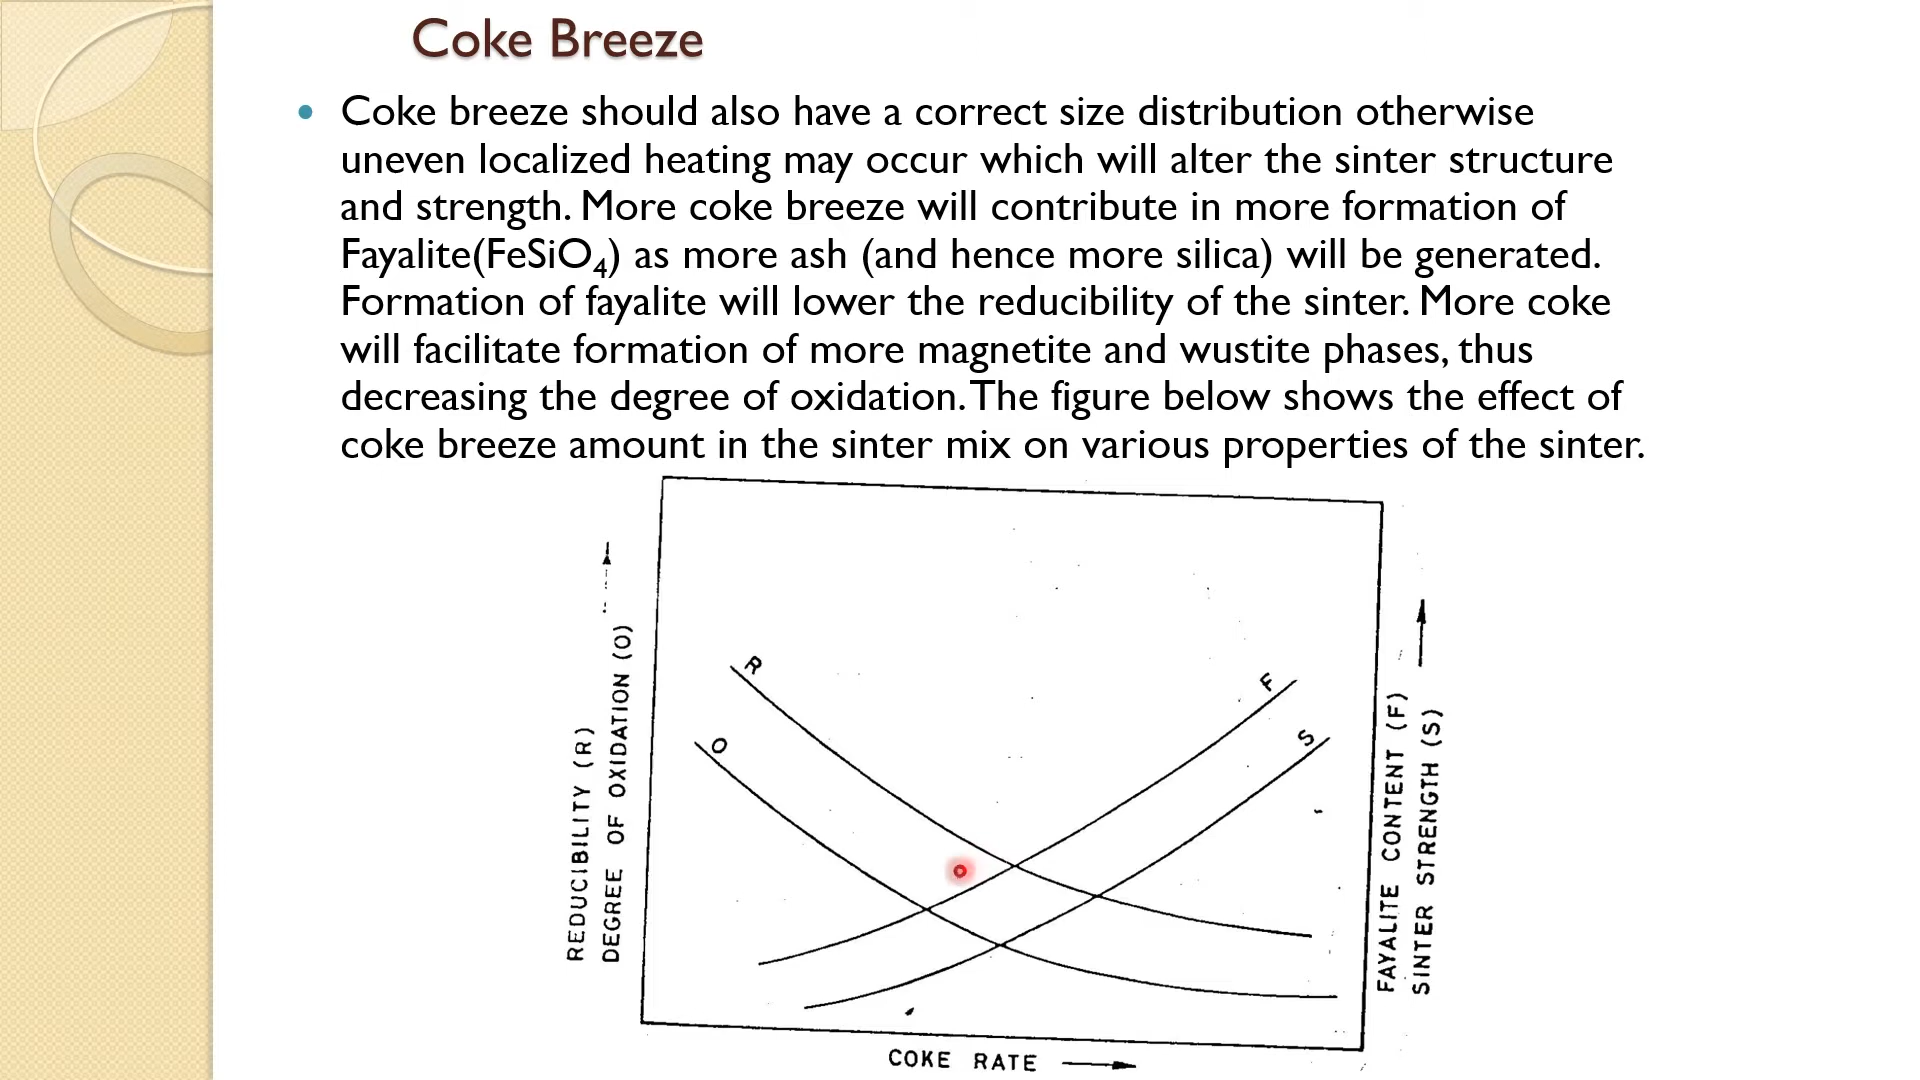 Coke Breeze
• Coke breeze should also have a correct size distribution otherwise
uneven localized heating may occur which will alter the sinter structure
and strength. More coke breeze will contribute in more formation of
Fayalite(FeSiO₄) as more ash (and hence more silica) will be generated.
Formation of fayalite will lower the reducibility of the sinter. More coke
will facilitate formation of more magnetite and wustite phases, thus
decreasing the degree of oxidation. The figure below shows the effect of
coke breeze amount in the sinter mix on various properties of the sinter.
REDUCIBILITY (R)
DEGREE OF OXIDATION (O)
R
O
F
S
FAYALITE CONTENT (F)
SINTER STRENGTH (S)
COKE RATE